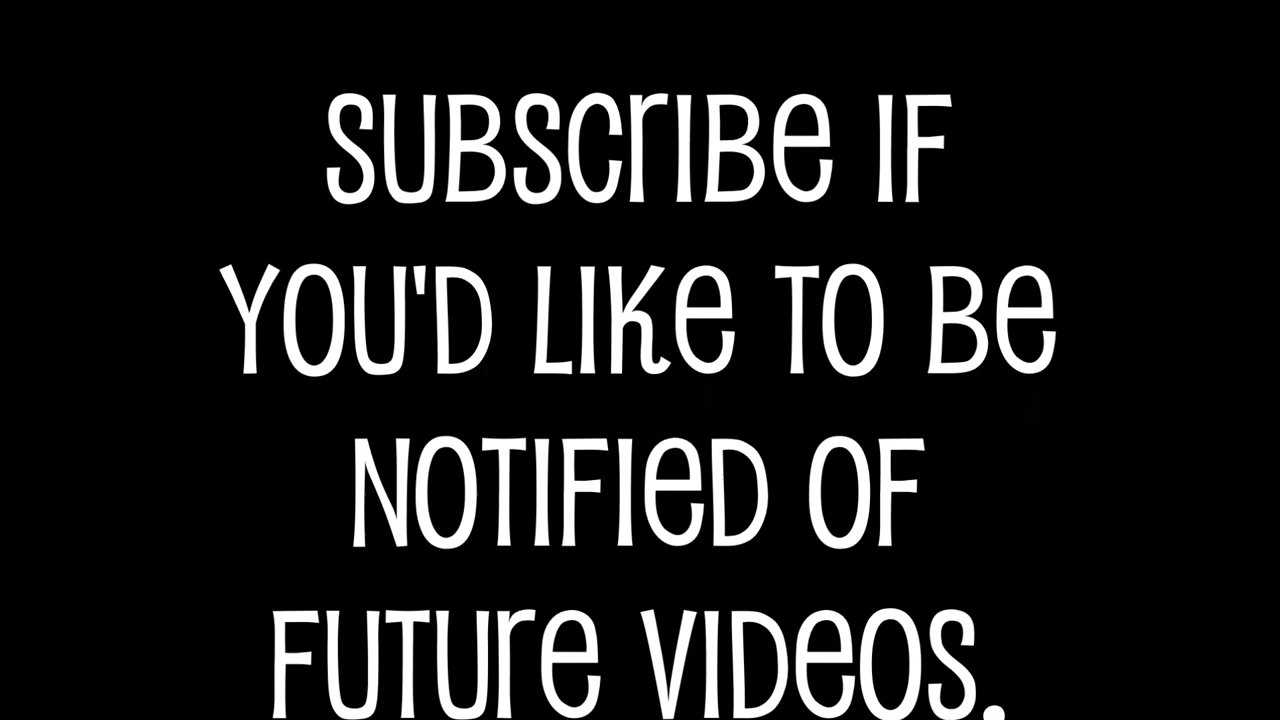 SUBSCRIBE IF
YOU'D LIKE TO BE
NOTIFIED OF
FUTURE VIDEOS.